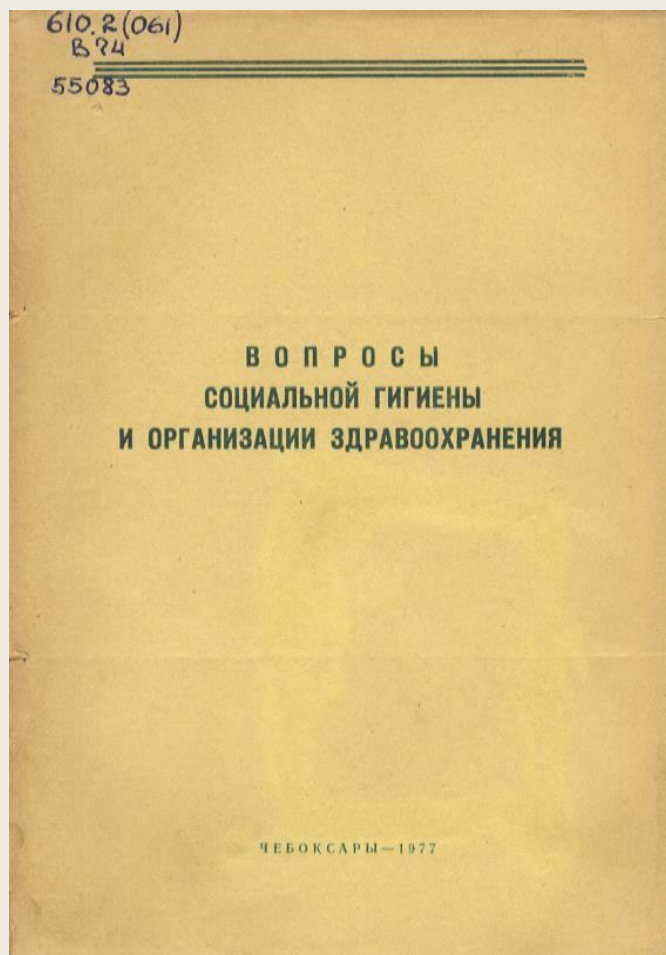 610.2(061)
В74
55083
ВОПРОСЫ
СОЦИАЛЬНОЙ ГИГИЕНЫ
И ОРГАНИЗАЦИИ ЗДРАВООХРАНЕНИЯ
ЧЕБОКСАРЫ—1977